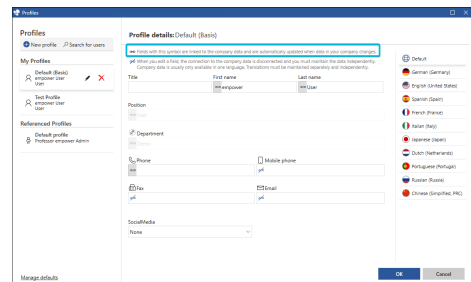 Profiles
Profiles
New profile Search for users
My Profiles
Default (Basic)
empower User
User
Test Profile
empower User
User
Referenced Profiles
Default profile
Professor empower Admin
Manage defaults
Profile details: Default (Basic)
Fields with this symbol are linked to the company data and are automatically updated when data in your company changes.
When you edit a field, the connection to the company data is disconnected and you must maintain the data independently.
Company data is usually only available in one language. Translations must be maintained separately and independently.
Title First name Last name
empower User
Position
User
Department
Phone Mobile phone
Fax Email
SocialMedia
None
Default
German (Germany)
English (United States)
Spanish (Spain)
French (France)
Italian (Italy)
Japanese (Japan)
Dutch (Netherlands)
Portuguese (Portugal)
Russian (Russia)
Chinese (Simplified, PRC)
OK Cancel